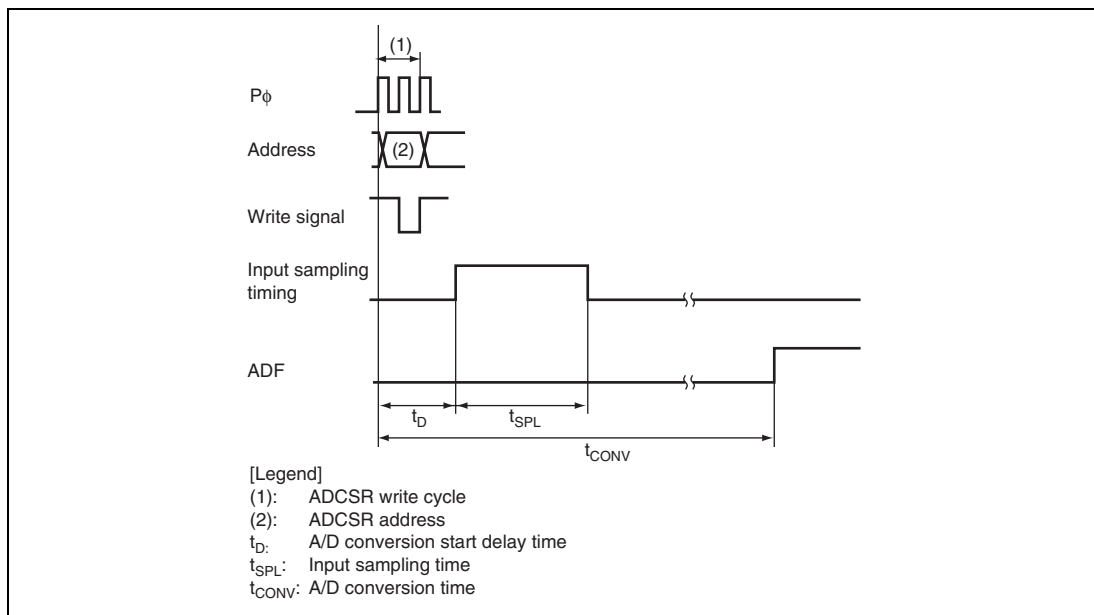 (1)
Pϕ
Address
(2)
Write signal
Input sampling
timing
ADF
tD
tSPL
tCONV
[Legend]
(1): ADCSR write cycle
(2): ADCSR address
tD: A/D conversion start delay time
tSPL: Input sampling time
tCONV: A/D conversion time